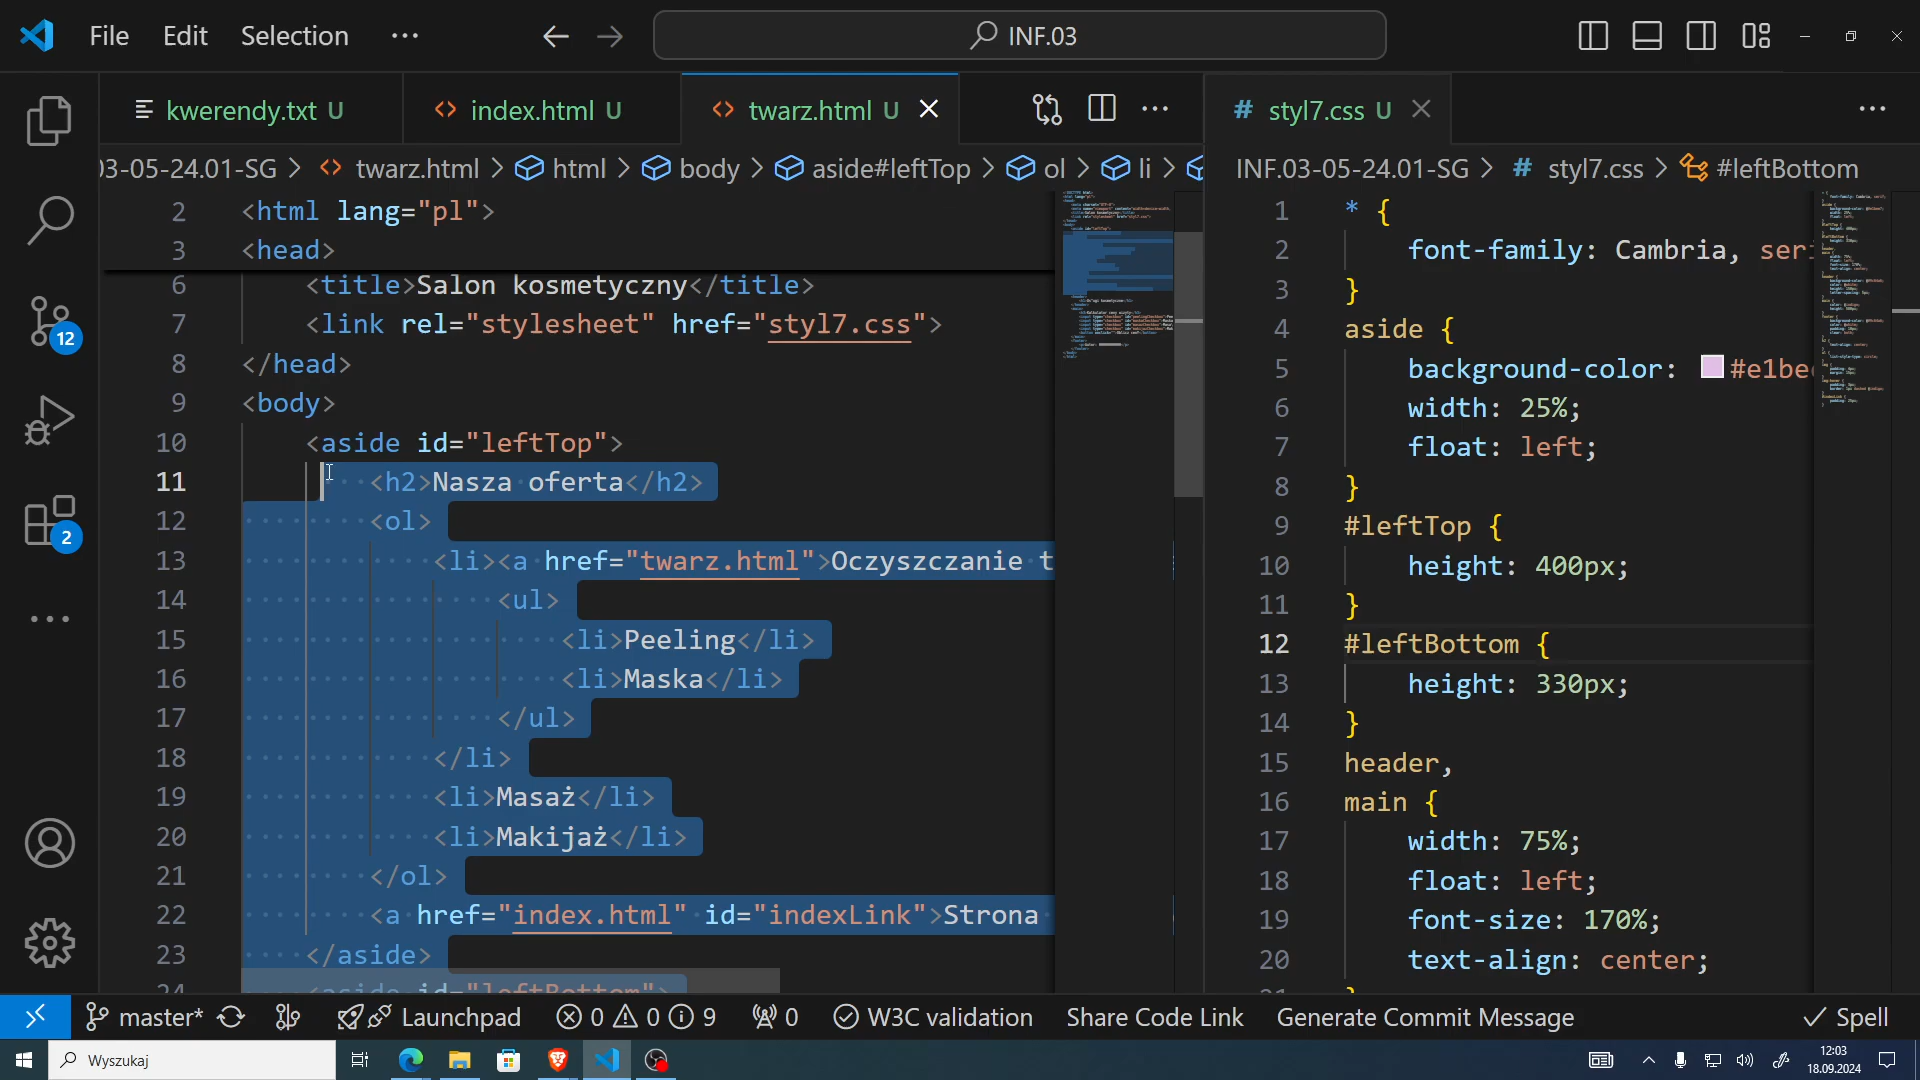 File Edit Selection ··· INF.03
kwerendy.txt U index.html U twarz.html U # styl7.css U
03-05-24.01-SG > twarz.html > html > body > aside#leftTop > ol > li >
INF.03-05-24.01-SG > # styl7.css > #leftBottom
2 <html lang="pl">
3 <head>
6 <title>Salon kosmetyczny</title>
7 <link rel="stylesheet" href="styl7.css">
8 </head>
9 <body>
10 <aside id="leftTop">
11 <h2>Nasza oferta</h2>
12 <ol>
13 <li><a href="twarz.html">Oczyszczanie t
14 <ul>
15 <li>Peeling</li>
16 <li>Maska</li>
17 </ul>
18 </li>
19 <li>Masaż</li>
20 <li>Makijaż</li>
21 </ol>
22 <a href="index.html" id="indexLink">Strona
23 </aside>
24 <aside id="leftBottom">
1 * {
2 font-family: Cambria, seri
3 }
4 aside {
5 background-color: #e1bee
6 width: 25%;
7 float: left;
8 }
9 #leftTop {
10 height: 400px;
11 }
12 #leftBottom {
13 height: 330px;
14 }
15 header,
16 main {
17 width: 75%;
18 float: left;
19 font-size: 170%;
20 text-align: center;
21 }
12
2
master* Launchpad 0 0 9 0 W3C validation Share Code Link Generate Commit Message Spell
Wyszukaj
12:03
18.09.2024